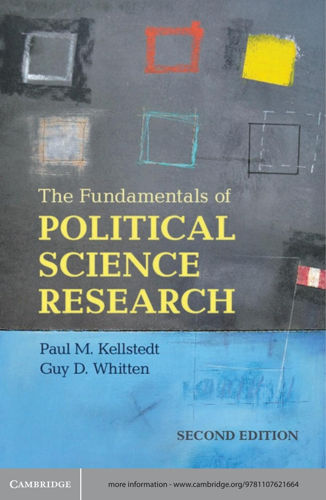 The Fundamentals of
POLITICAL
SCIENCE
RESEARCH
Paul M. Kellstedt
Guy D. Whitten
SECOND EDITION
CAMBRIDGE
more information - www.cambridge.org/9781107621664